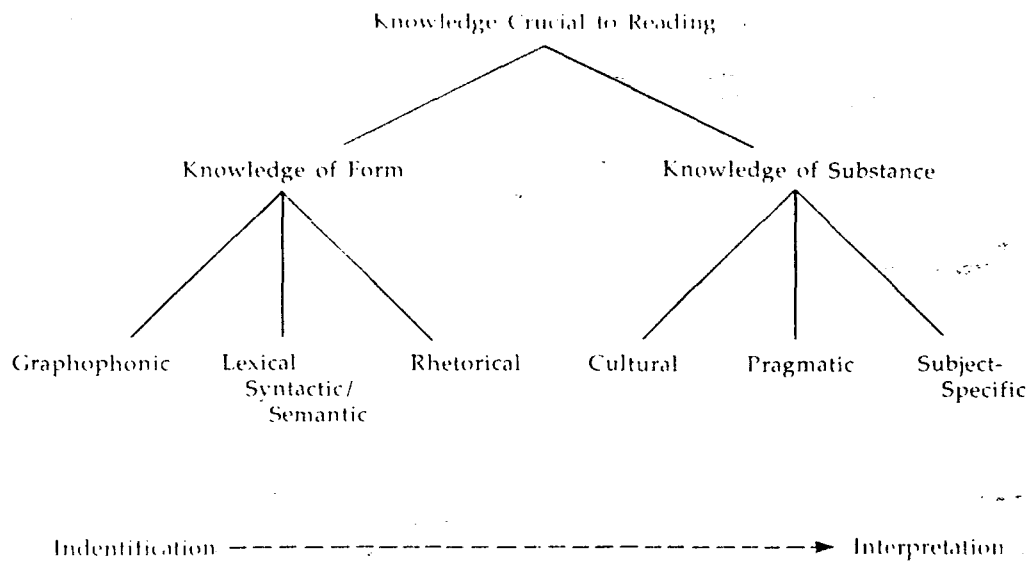 Knowledge Crucial to Reading
Knowledge of Form Knowledge of Substance
Graphophonic Lexical Rhetorical Cultural Pragmatic Subject-
Syntactic/ Specific
Semantic
Indentification Interpretation